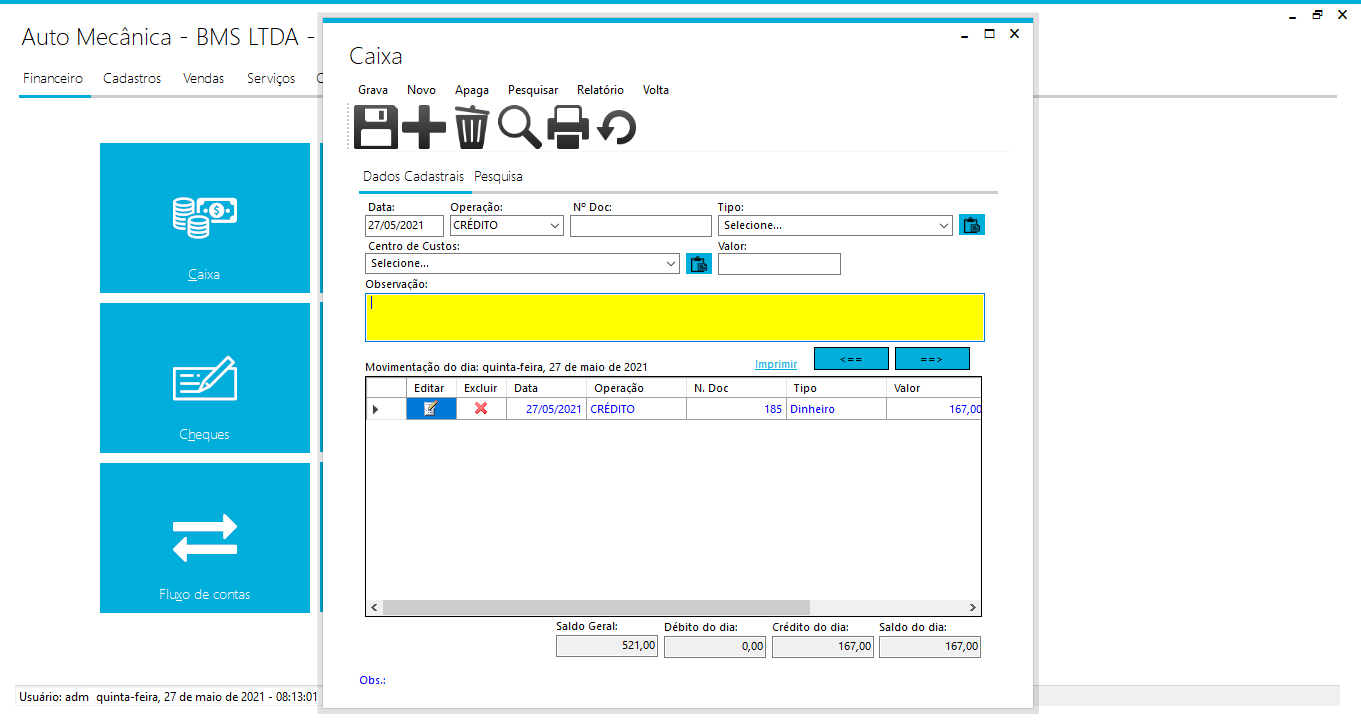 Auto Mecânica - BMS LTDA -
Financeiro Cadastros Vendas Serviços
Caixa
Cheques
Fluxo de contas
Caixa
Grava Novo Apaga Pesquisar Relatório Volta
Dados Cadastrais Pesquisa
Data: Operação: Nº Doc: Tipo:
27/05/2021 CRÉDITO Selecione...
Centro de Custos: Valor:
Selecione...
Observação:
Movimentação do dia: quinta-feira, 27 de maio de 2021 Imprimir <== ==>
Editar Excluir Data Operação N. Doc Tipo Valor
27/05/2021 CRÉDITO 185 Dinheiro 167,00
Saldo Geral: Débito do dia: Crédito do dia: Saldo do dia:
521,00 0,00 167,00 167,00
Obs.:
Usuário: adm quinta-feira, 27 de maio de 2021 - 08:13:01